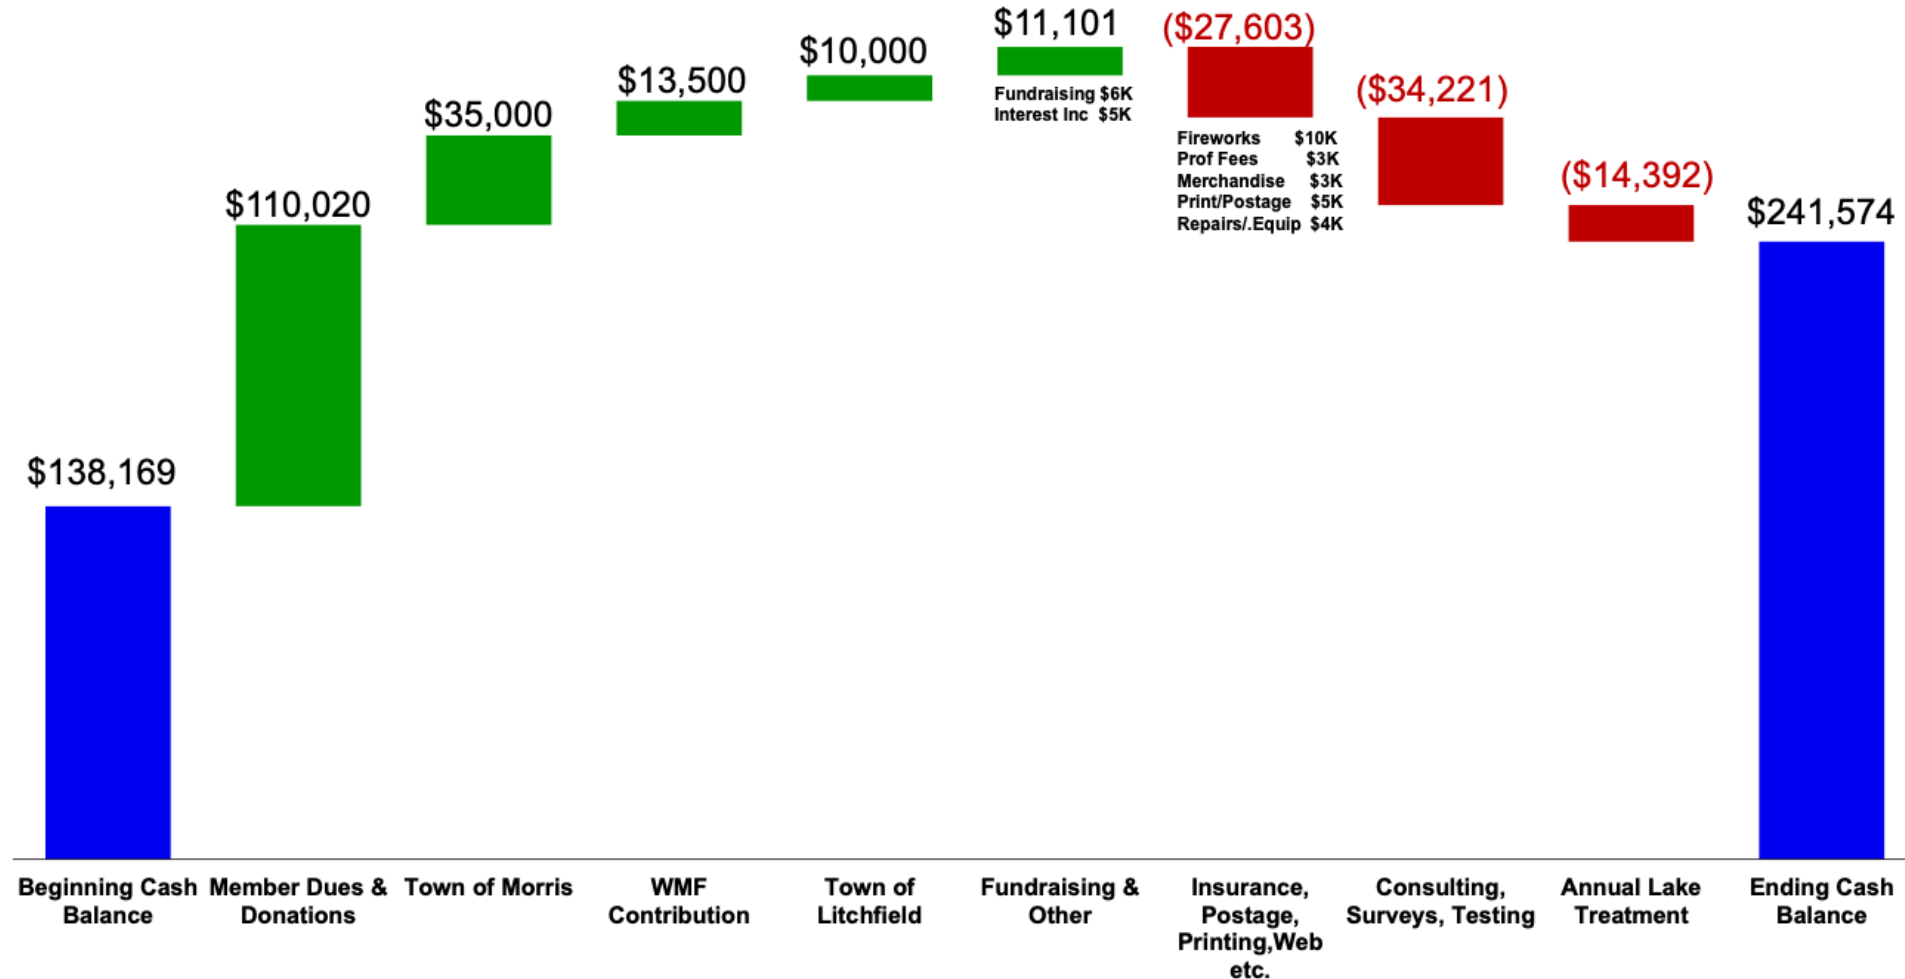 $138,169
$110,020
$35,000
$13,500
$10,000
$11,101
Fundraising $6K
Interest Inc $5K
($27,603)
Fireworks $10K
Prof Fees $3K
Merchandise $3K
Print/Postage $5K
Repairs/.Equip $4K
($34,221)
($14,392)
$241,574
Beginning Cash
Balance
Member Dues &
Donations
Town of Morris
WMF
Contribution
Town of
Litchfield
Fundraising &
Other
Insurance,
Postage,
Printing,Web
etc.
Consulting,
Surveys, Testing
Annual Lake
Treatment
Ending Cash
Balance